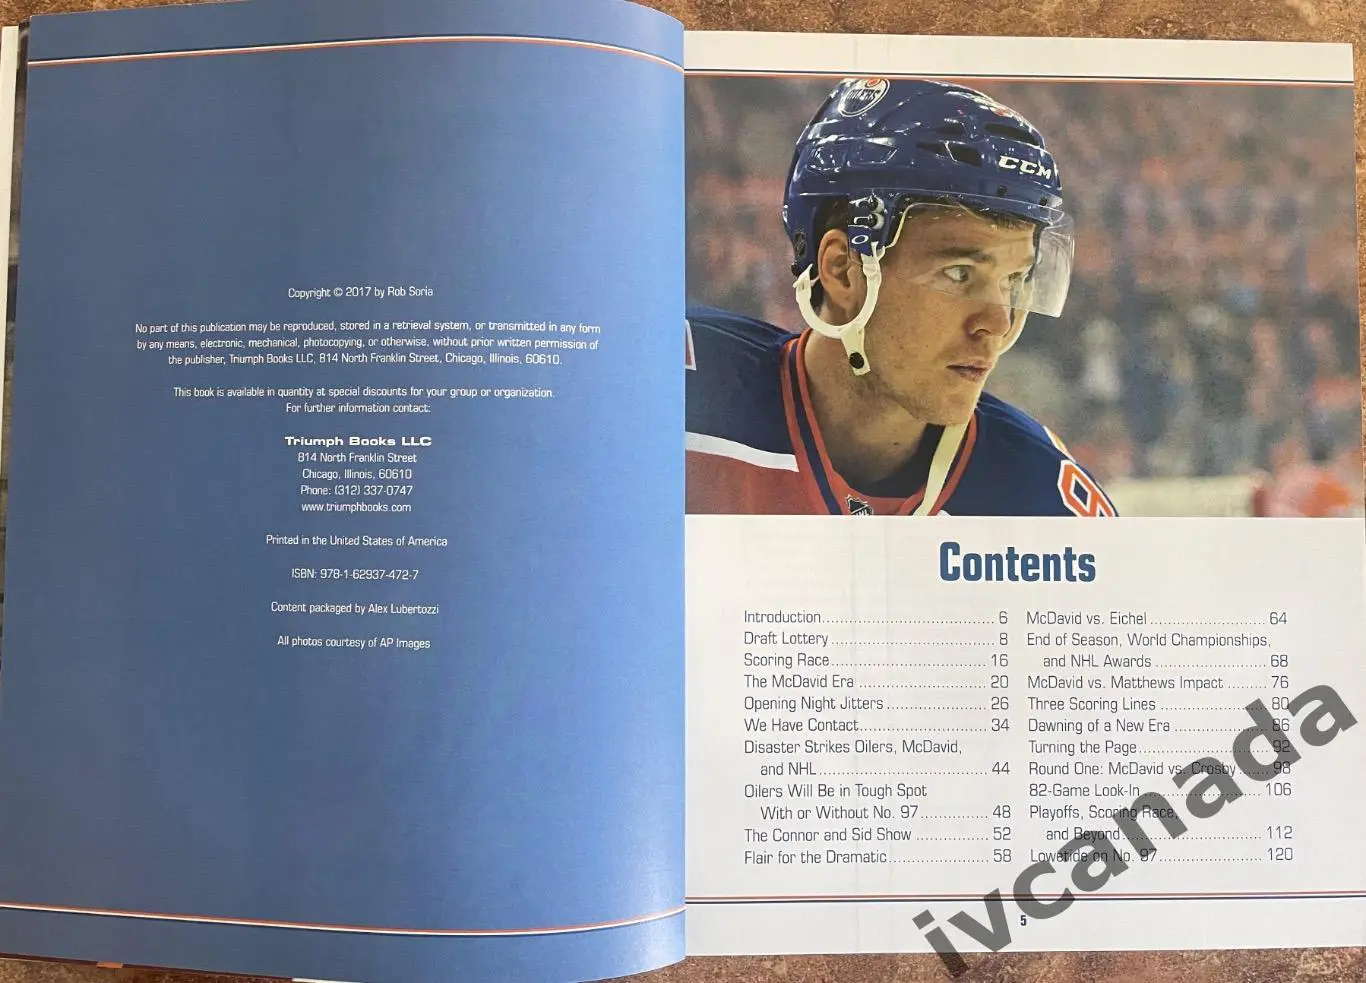 Copyright © 2017 by Rob Soria
No part of this publication may be reproduced, stored in a retrieval system, or transmitted in any form
by any means, electronic, mechanical, photocopying, or otherwise, without prior written permission of
the publisher, Triumph Books LLC, 814 North Franklin Street, Chicago, Illinois, 60610.
This book is available in quantity at special discounts for your group or organization.
For further information contact:
Triumph Books LLC
814 North Franklin Street
Chicago, Illinois, 60610
Phone: (312) 337-0747
www.triumphbooks.com
Printed in the United States of America
ISBN: 978-1-62937-472-7
Content packaged by Alex Lubertozzi
All photos courtesy of AP Images
OILERS
CCM
9
Contents
Introduction 6
Draft Lottery 8
Scoring Race 16
The McDavid Era 20
Opening Night Jitters 26
We Have Contact 34
Disaster Strikes Oilers, McDavid,
and NHL 44
Oilers Will Be in Tough Spot
With or Without No. 97 48
The Connor and Sid Show 52
Flair for the Dramatic 58
McDavid vs. Eichel 64
End of Season, World Championships,
and NHL Awards 68
McDavid vs. Matthews Impact 76
Three Scoring Lines 80
Dawning of a New Era 86
Turning the Page 92
Round One: McDavid vs. Crosby 98
82-Game Look-In 106
Playoffs, Scoring Race,
and Beyond 112
Lowetide on No. 97 120
5
ivcanada